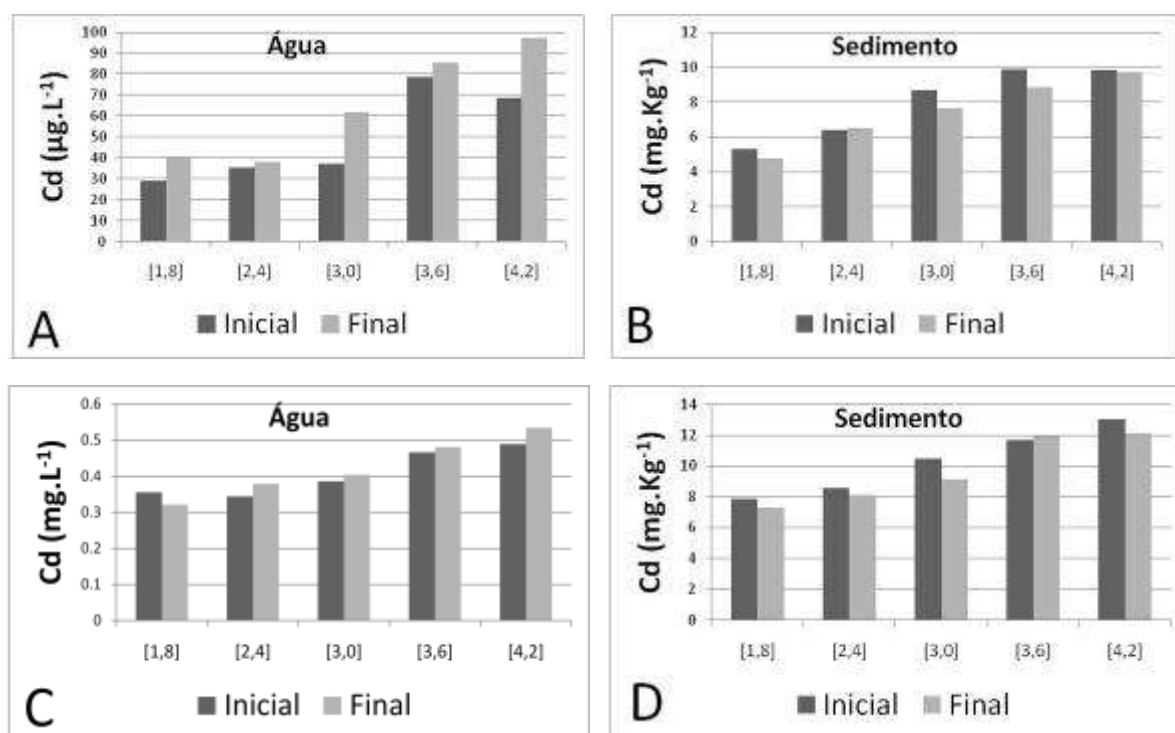 Água
Cd (µg.L⁻¹)
100
90
80
70
60
50
40
30
20
10
0
[1,8] [2,4] [3,0] [3,6] [4,2]
Inicial Final
A
Sedimento
Cd (mg.Kg⁻¹)
12
10
8
6
4
2
0
[1,8] [2,4] [3,0] [3,6] [4,2]
Inicial Final
B
Água
Cd (mg.L⁻¹)
0.6
0.5
0.4
0.3
0.2
0.1
0
[1,8] [2,4] [3,0] [3,6] [4,2]
Inicial Final
C
Sedimento
Cd (mg.Kg⁻¹)
14
12
10
8
6
4
2
0
[1,8] [2,4] [3,0] [3,6] [4,2]
Inicial Final
D